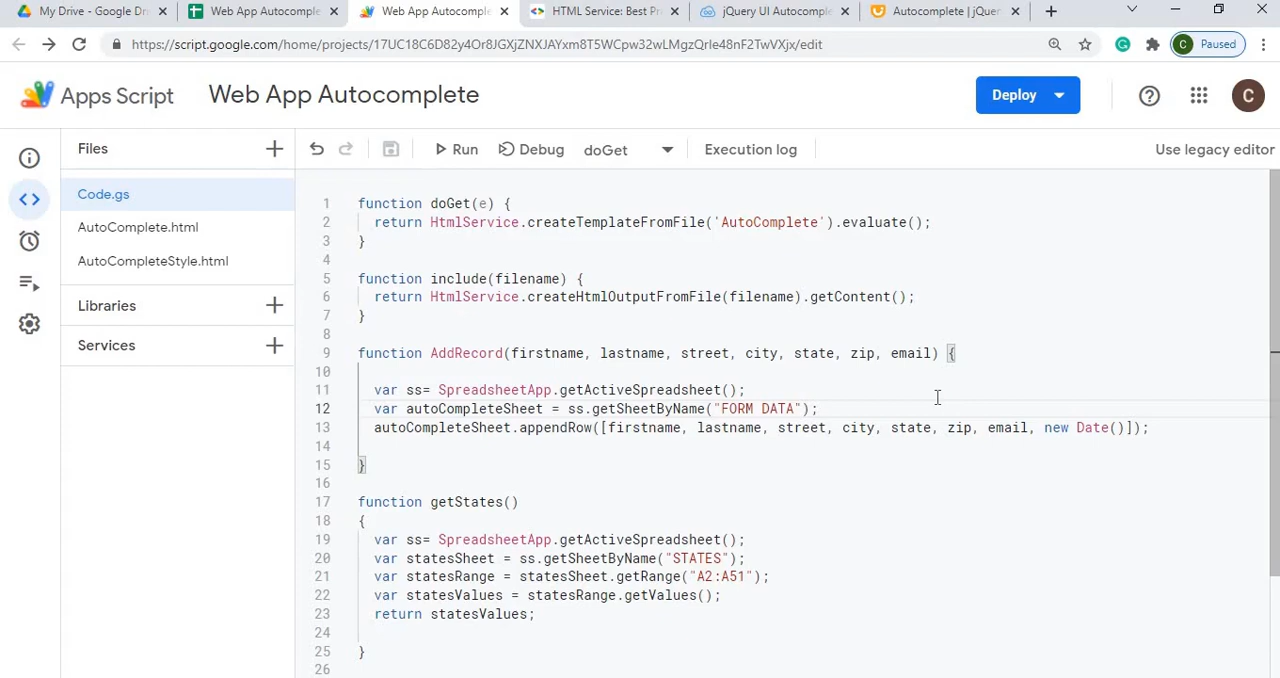 My Drive - Google Dr
Web App Autocomple
Web App Autocomple
HTML Service: Best Pr
jQuery UI Autocomple
Autocomplete | jQuer
https://script.google.com/home/projects/17UC18C6D82y4Or8JGXjZNXJAYxm8T5WCpw32wLMgzQrIe48nF2TwVXjx/edit
C Paused
Apps Script
Web App Autocomplete
Deploy
C
Files
Run
Debug
doGet
Execution log
Use legacy editor
Code.gs
AutoComplete.html
AutoCompleteStyle.html
Libraries
Services
1 function doGet(e) {
2 return HtmlService.createTemplateFromFile('AutoComplete').evaluate();
3 }
4
5 function include(filename) {
6 return HtmlService.createHtmlOutputFromFile(filename).getContent();
7 }
8
9 function AddRecord(firstname, lastname, street, city, state, zip, email) {
10
11 var ss= SpreadsheetApp.getActiveSpreadsheet();
12 var autoCompleteSheet = ss.getSheetByName("FORM DATA");
13 autoCompleteSheet.appendRow([firstname, lastname, street, city, state, zip, email, new Date()]);
14
15 }
16
17 function getStates()
18 {
19 var ss= SpreadsheetApp.getActiveSpreadsheet();
20 var statesSheet = ss.getSheetByName("STATES");
21 var statesRange = statesSheet.getRange("A2:A51");
22 var statesValues = statesRange.getValues();
23 return statesValues;
24
25 }
26